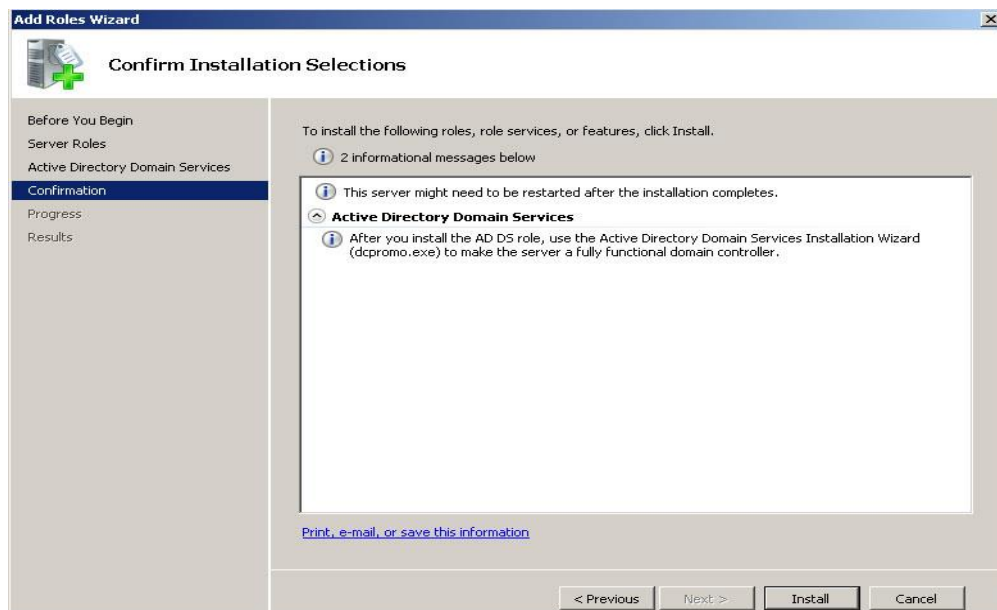 Add Roles Wizard
Confirm Installation Selections
Before You Begin
Server Roles
Active Directory Domain Services
Confirmation
Progress
Results
To install the following roles, role services, or features, click Install.
2 informational messages below
This server might need to be restarted after the installation completes.
Active Directory Domain Services
After you install the AD DS role, use the Active Directory Domain Services Installation Wizard
(dcpromo.exe) to make the server a fully functional domain controller.
Print, e-mail, or save this information
< Previous
Next >
Install
Cancel